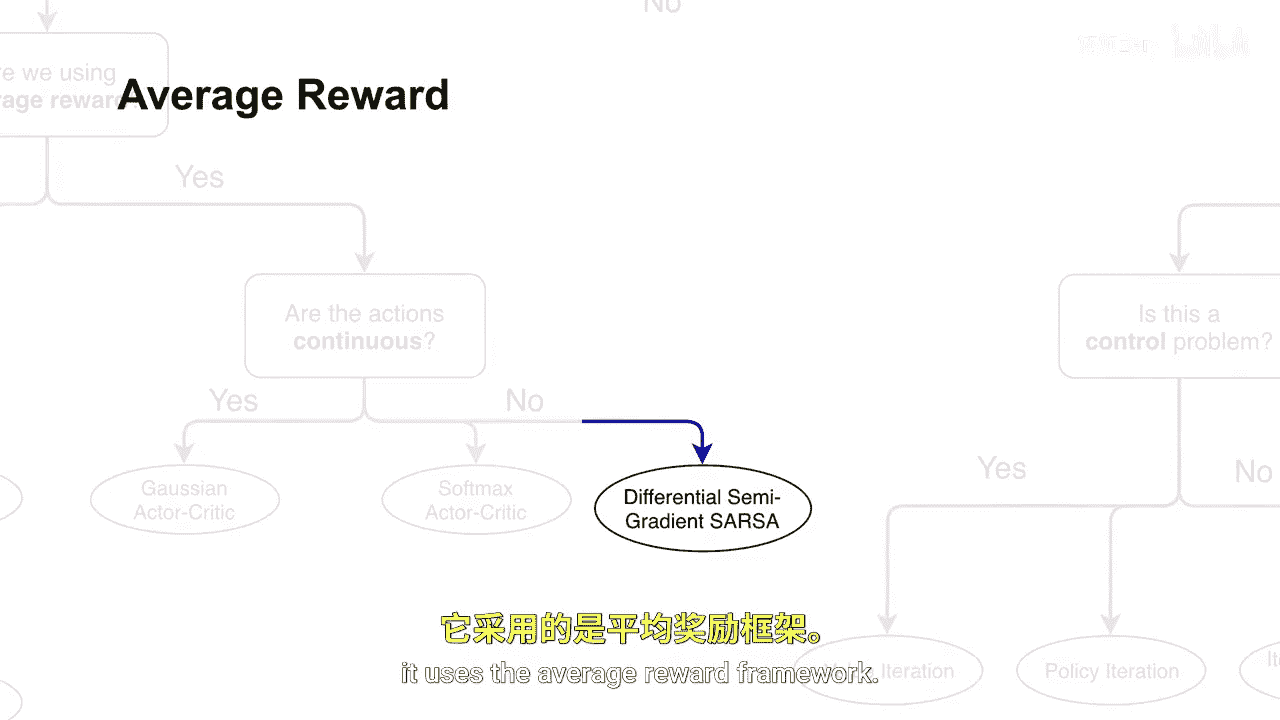 No
re we using
rage reward
Average Reward
Yes
Are the actions
continuous?
Is this a
control problem?
Yes
No
Yes
No
Gaussian
Actor-Critic
Softmax
Actor-Critic
Differential Semi-
Gradient SARSA
它采用的是平均奖励框架。
it uses the average reward framework.
Iteration
Policy Iteration